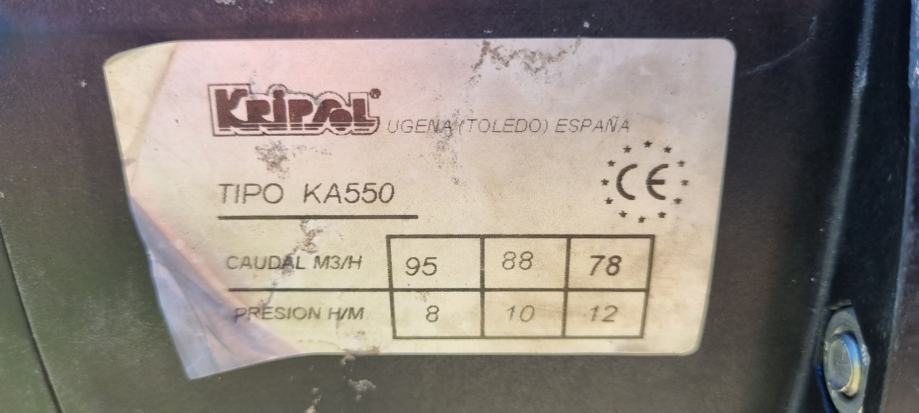 KRIPSOL® UGENA (TOLEDO) ESPAÑA
CE
TIPO KA550
CAUDAL M3/H 95 88 78
PRESION H/M 8 10 12